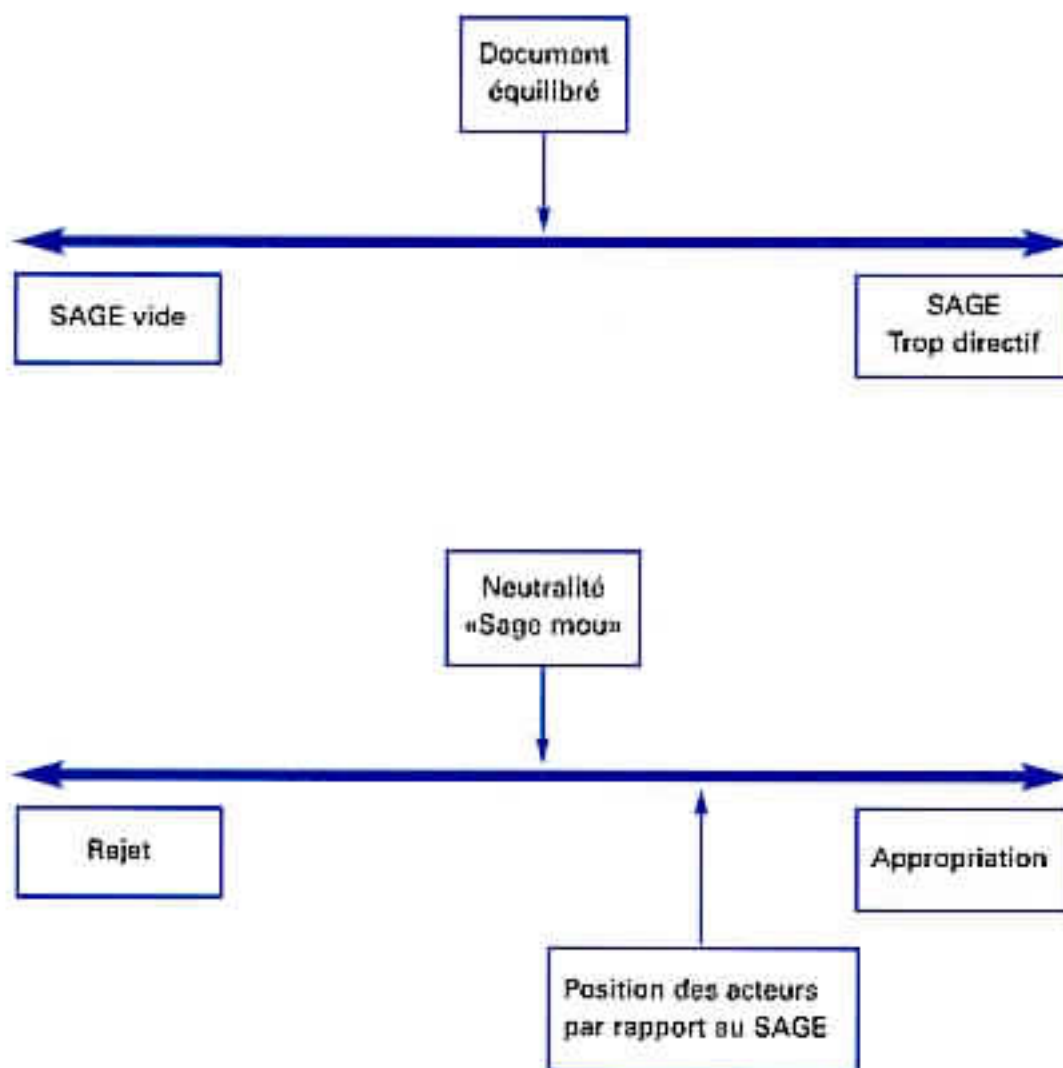 Document
équilibré
SAGE vide
SAGE
Trop directif
Neutralité
«Sage mou»
Rejet
Appropriation
Position des acteurs
par rapport au SAGE